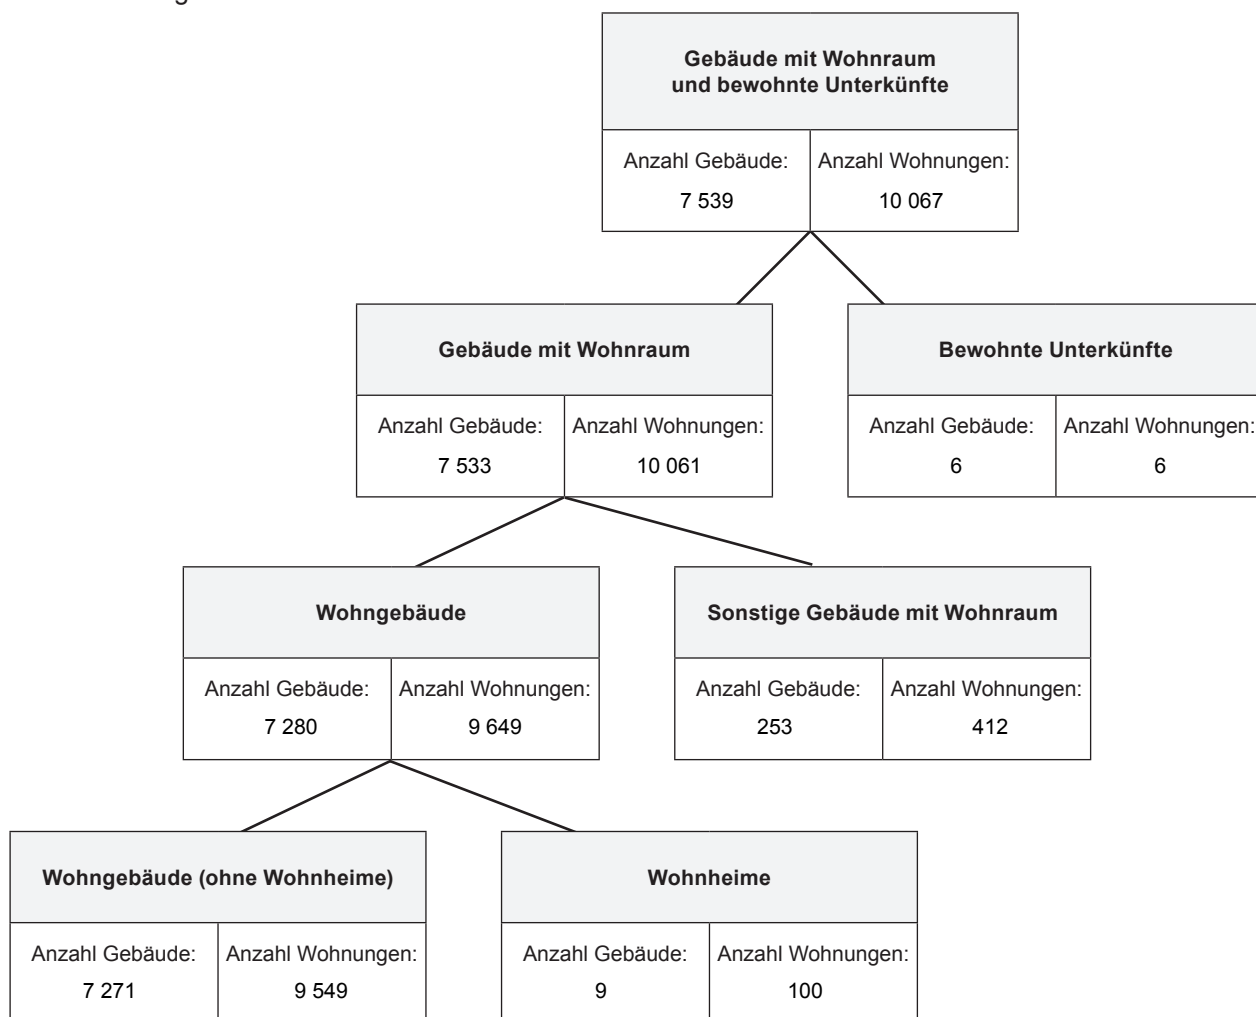 Gebäude mit Wohnraum
und bewohnte Unterkünfte
Anzahl Gebäude: Anzahl Wohnungen:
7 539 10 067
Gebäude mit Wohnraum
Anzahl Gebäude: Anzahl Wohnungen:
7 533 10 061
Bewohnte Unterkünfte
Anzahl Gebäude: Anzahl Wohnungen:
6 6
Wohngebäude
Anzahl Gebäude: Anzahl Wohnungen:
7 280 9 649
Sonstige Gebäude mit Wohnraum
Anzahl Gebäude: Anzahl Wohnungen:
253 412
Wohngebäude (ohne Wohnheime)
Anzahl Gebäude: Anzahl Wohnungen:
7 271 9 549
Wohnheime
Anzahl Gebäude: Anzahl Wohnungen:
9 100